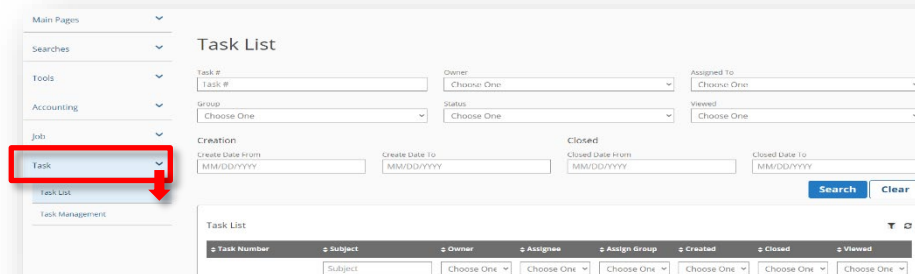 Main Pages
Searches
Tools
Accounting
Job
Task
Task List
Task Management
Task List
Task # Owner Assigned To
Task # Choose One Choose One
Group Status Viewed
Choose One Choose One Choose One
Creation Closed
Create Date From Create Date To Closed Date From Closed Date To
MM/DD/YYYY MM/DD/YYYY MM/DD/YYYY MM/DD/YYYY
Search Clear
Task List
Task Number Subject Owner Assignee Assign Group Created Closed Viewed
Subject Choose One Choose One Choose One Choose One Choose One Choose One